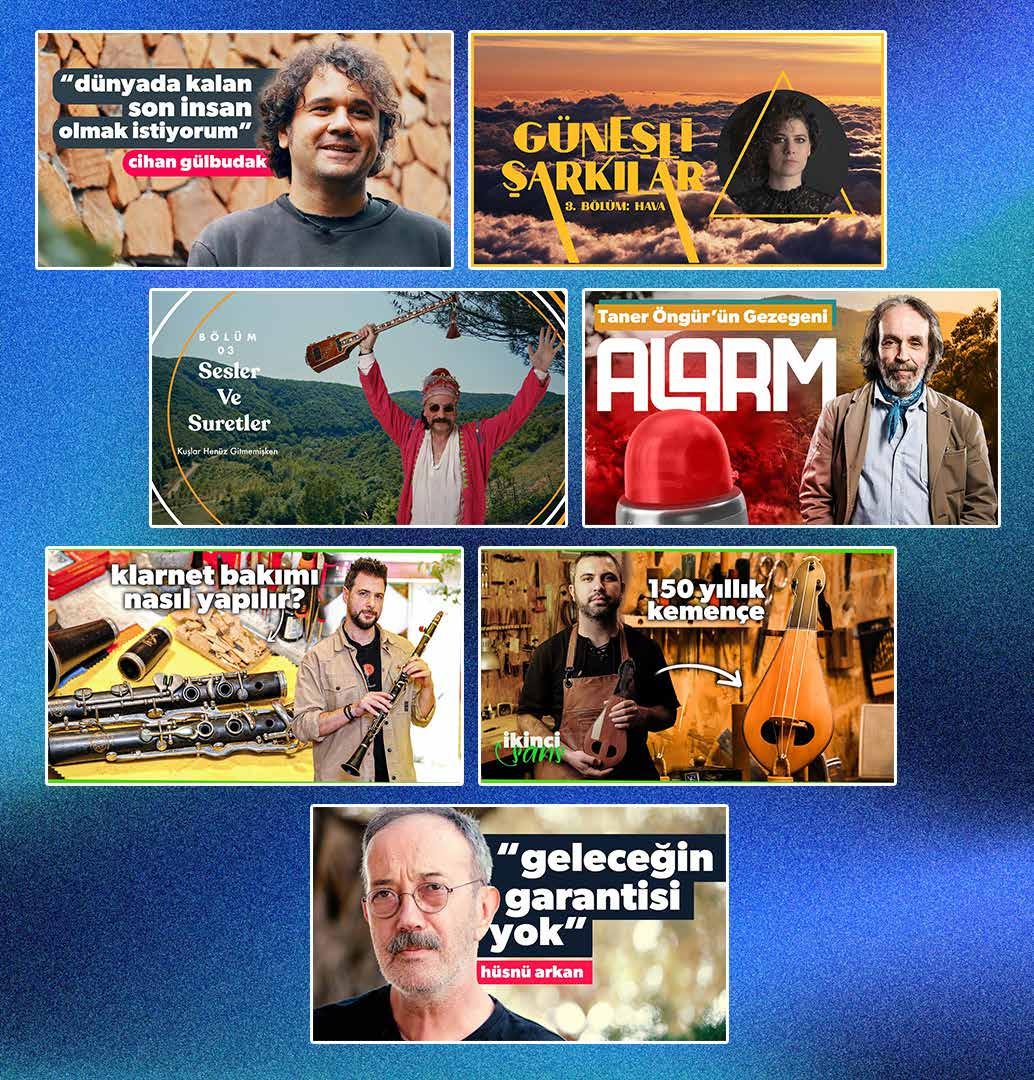 “dünyada kalan
son insan
olmak istiyorum”
cihan gülbudak
GÜNEŞLİ
ŞARKILAR
3. BÖLÜM: HAVA
BÖLÜM
03
Sesler
Ve
Suretler
Kuşlar Henüz Gitmemişken
Taner Öngür’ün Gezegeni
ALARM
klarnet bakımı
nasıl yapılır?
150 yıllık
kemençe
ikinci
şans
“geleceğin
garantisi
yok”
hüsnü arkan